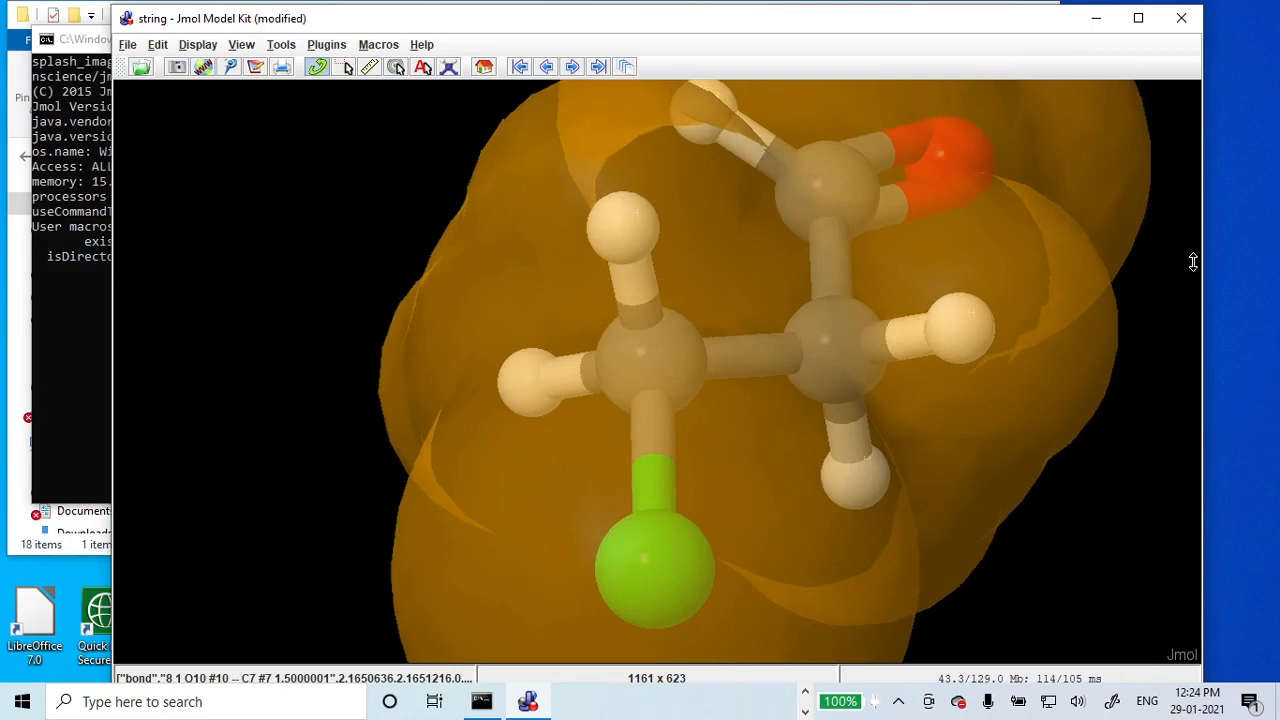 string - Jmol Model Kit (modified)
File Edit Display View Tools Plugins Macros Help
C:\Window
splash_imag
nscience/jm
(C) 2015 Jm
Jmol Versio
java.vendor
java.versio
os.name: Wi
Access: ALL
memory: 15.
processors
useCommandT
User macros
exis
isDirecto
Pin
H
H
H
Jmol
["bond","8 1 O10 #10 -- C7 #7 1.5000001",2.1650636,2.1651216,0....
1161 x 623
43.3/129.0 Mb: 114/105 ms
Document
Downloads
18 items 1 item
LibreOffice
7.0
Quick
Secure
Type here to search
100%
ENG
12:24 PM
29-01-2021
1